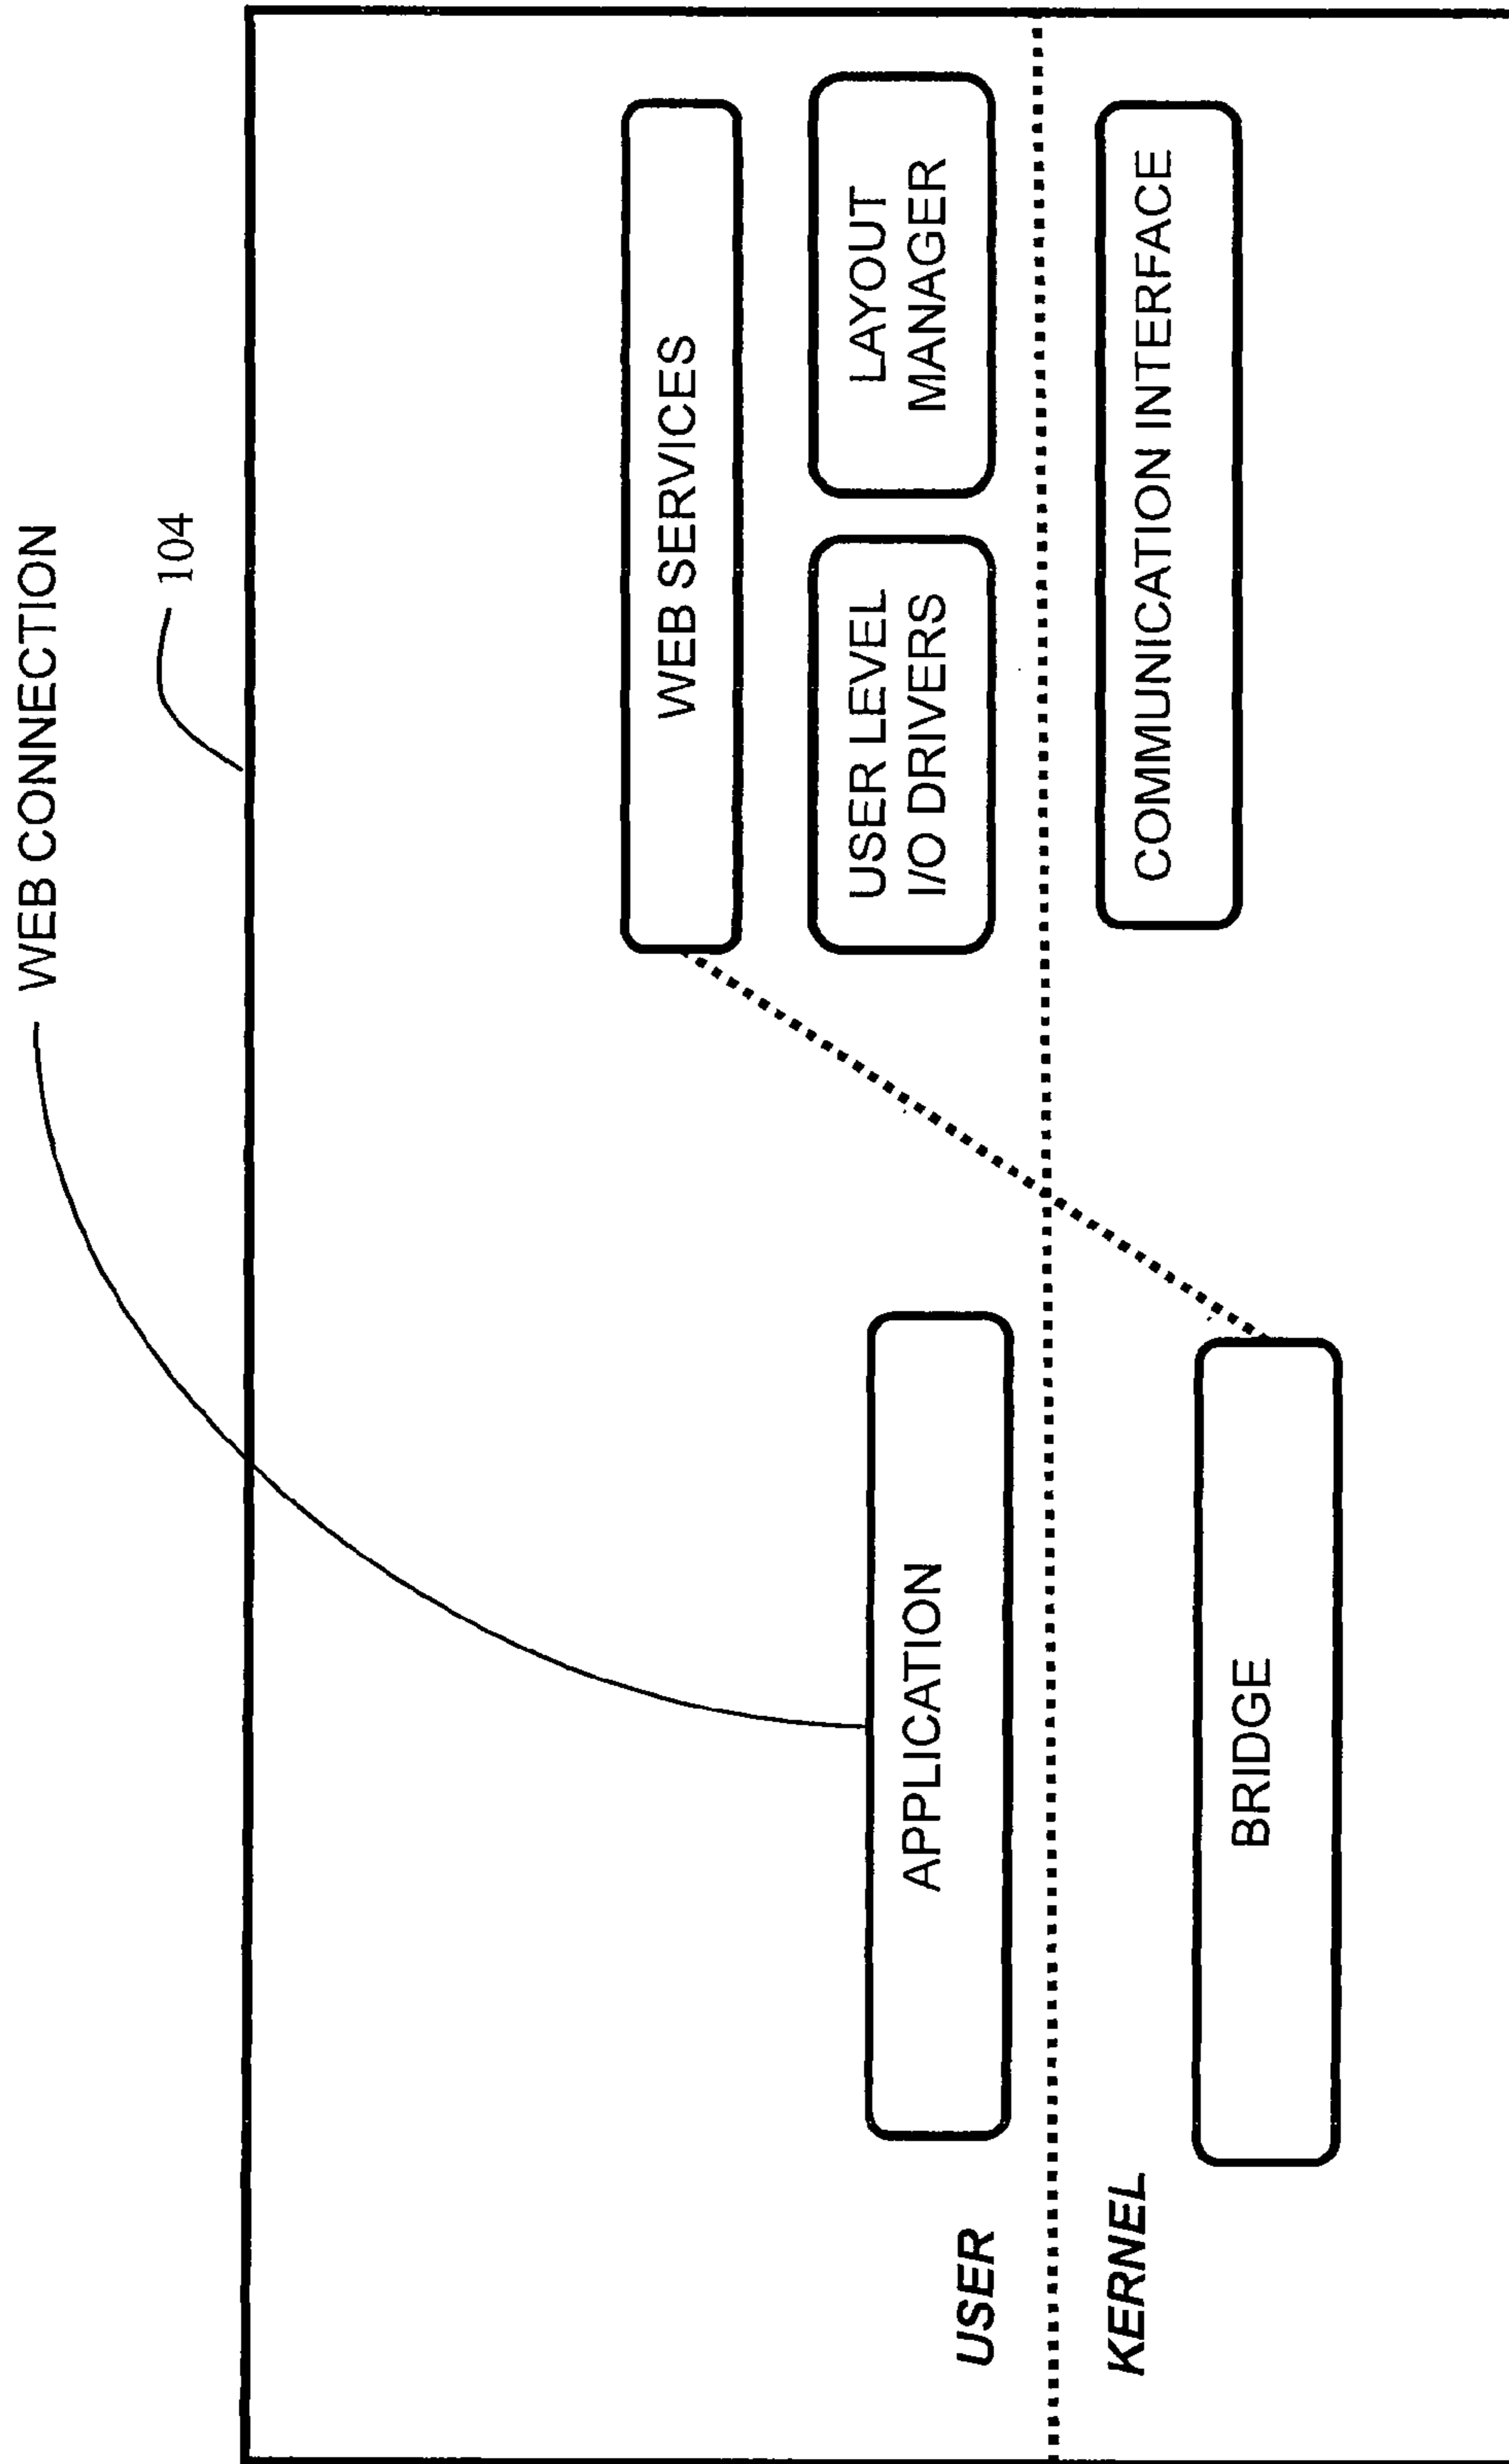 WEB CONNECTION
104
WEB SERVICES
USER LEVEL
I/O DRIVERS
LAYOUT
MANAGER
APPLICATION
USER
KERNEL
COMMUNICATION INTERFACE
BRIDGE